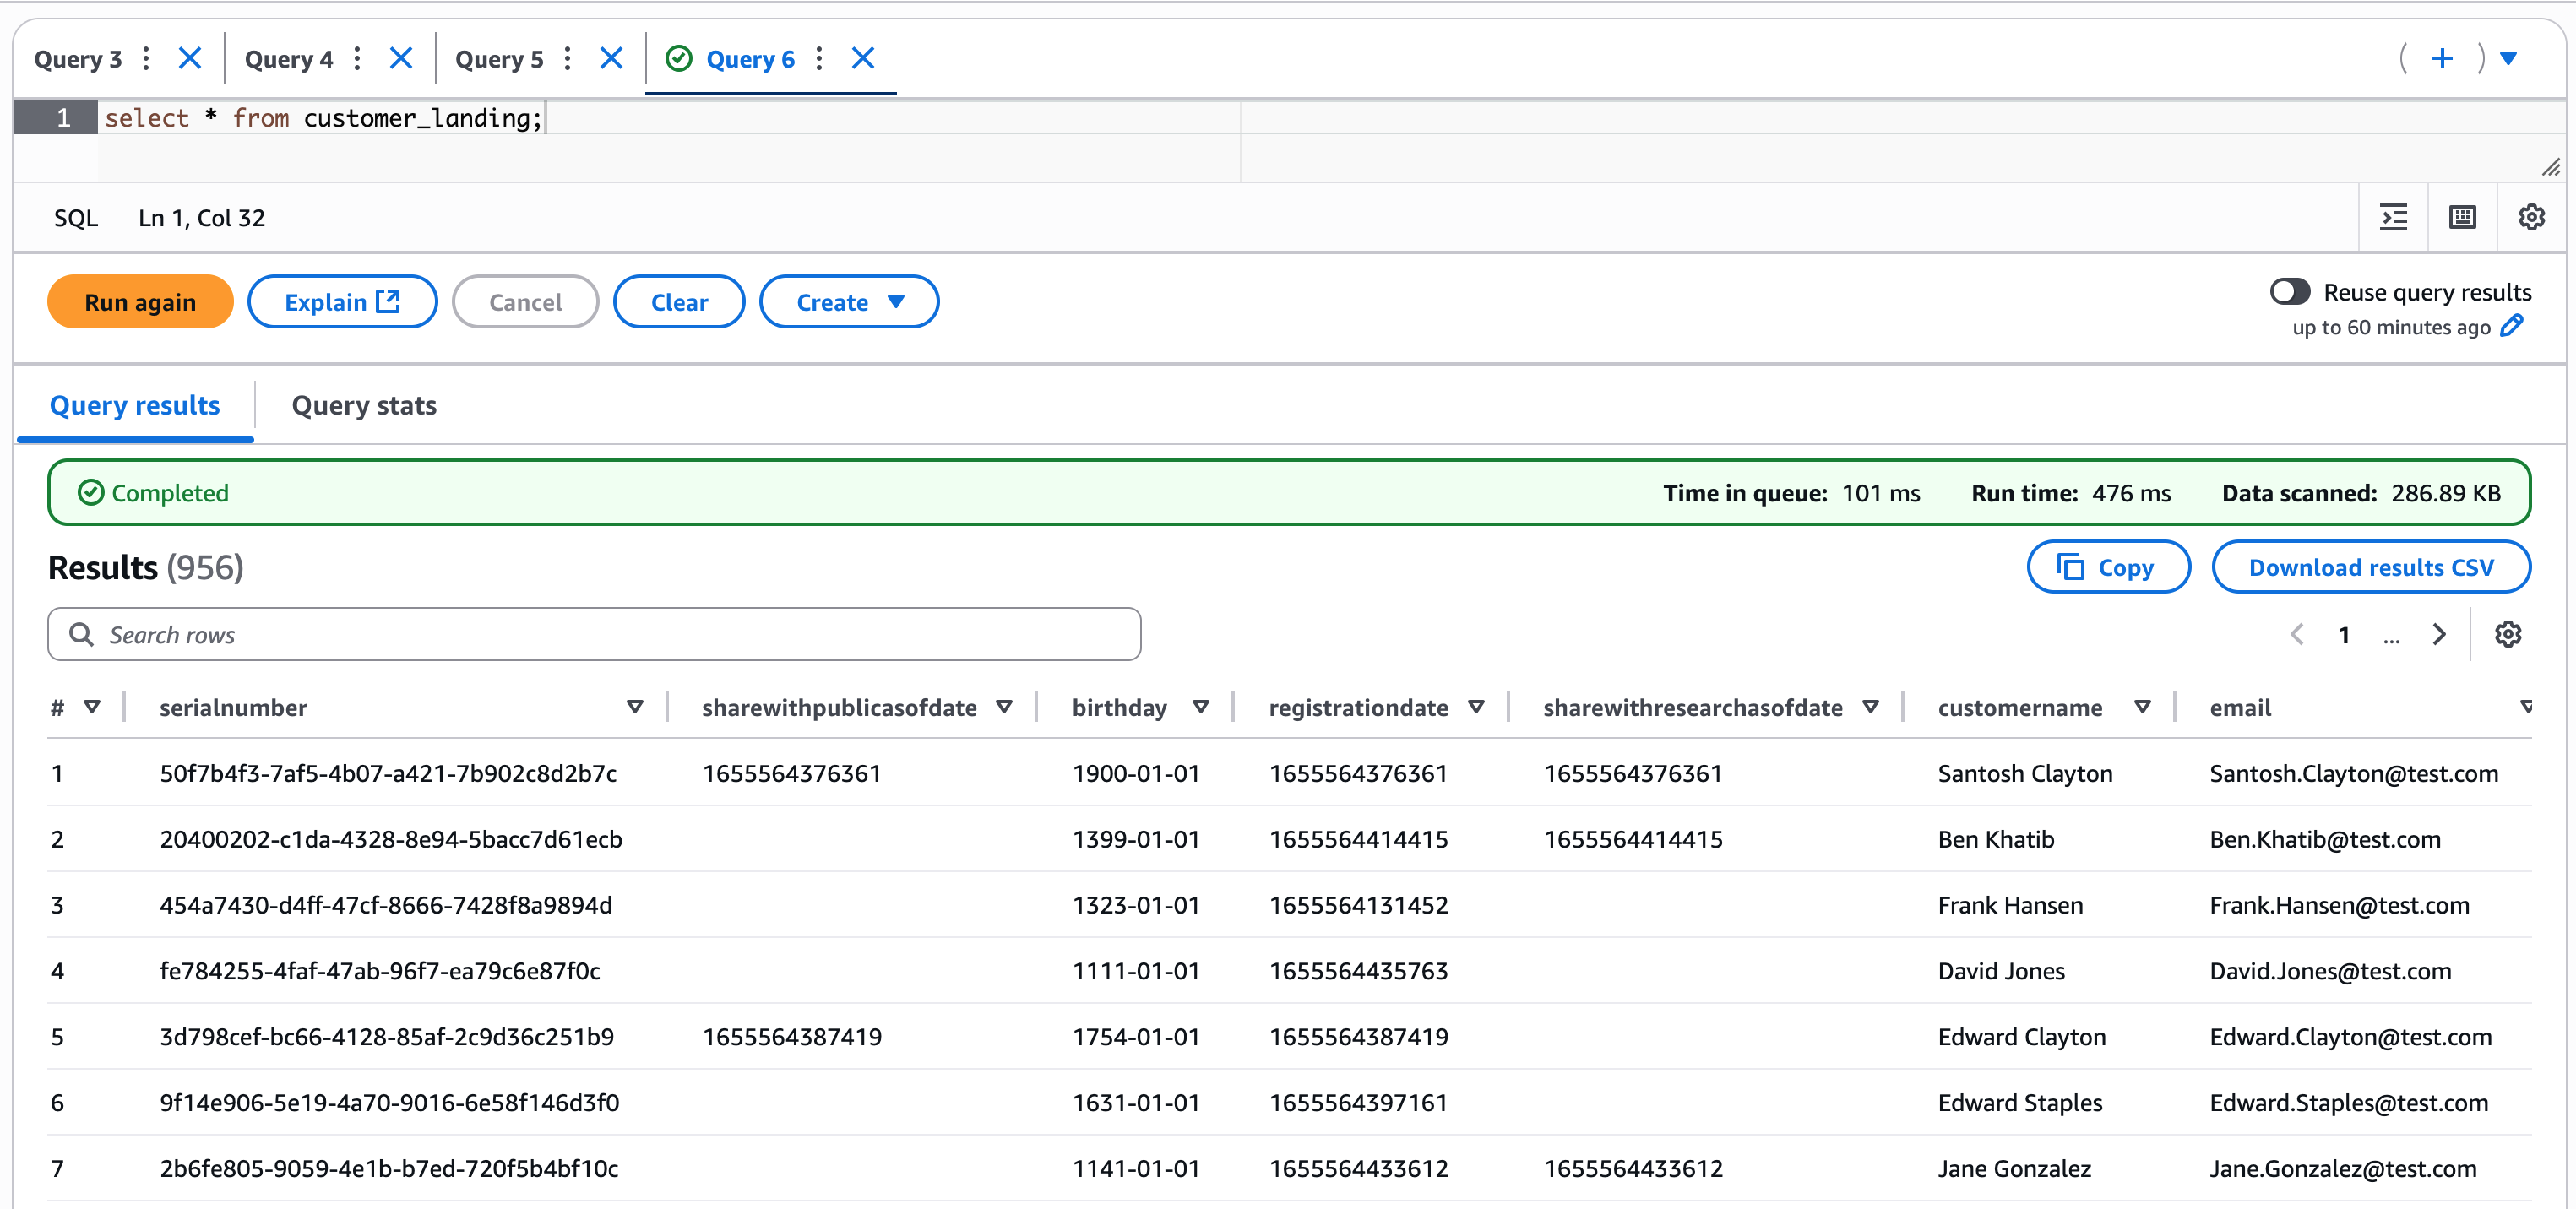 Query 3 Query 4 Query 5 Query 6
1 select * from customer_landing;
SQL Ln 1, Col 32
Run again Explain Cancel Clear Create Reuse query results
up to 60 minutes ago
Query results Query stats
Completed Time in queue: 101 ms Run time: 476 ms Data scanned: 286.89 KB
Results (956) Copy Download results CSV
Search rows 1 ...
# serialnumber sharewithpublicasofdate birthday registrationdate sharewithresearchasofdate customername email
1 50f7b4f3-7af5-4b07-a421-7b902c8d2b7c 1655564376361 1900-01-01 1655564376361 1655564376361 Santosh Clayton Santosh.Clayton@test.com
2 20400202-c1da-4328-8e94-5bacc7d61ecb 1399-01-01 1655564414415 1655564414415 Ben Khatib Ben.Khatib@test.com
3 454a7430-d4ff-47cf-8666-7428f8a9894d 1323-01-01 1655564131452 Frank Hansen Frank.Hansen@test.com
4 fe784255-4faf-47ab-96f7-ea79c6e87f0c 1111-01-01 1655564435763 David Jones David.Jones@test.com
5 3d798cef-bc66-4128-85af-2c9d36c251b9 1655564387419 1754-01-01 1655564387419 Edward Clayton Edward.Clayton@test.com
6 9f14e906-5e19-4a70-9016-6e58f146d3f0 1631-01-01 1655564397161 Edward Staples Edward.Staples@test.com
7 2b6fe805-9059-4e1b-b7ed-720f5b4bf10c 1141-01-01 1655564433612 1655564433612 Jane Gonzalez Jane.Gonzalez@test.com